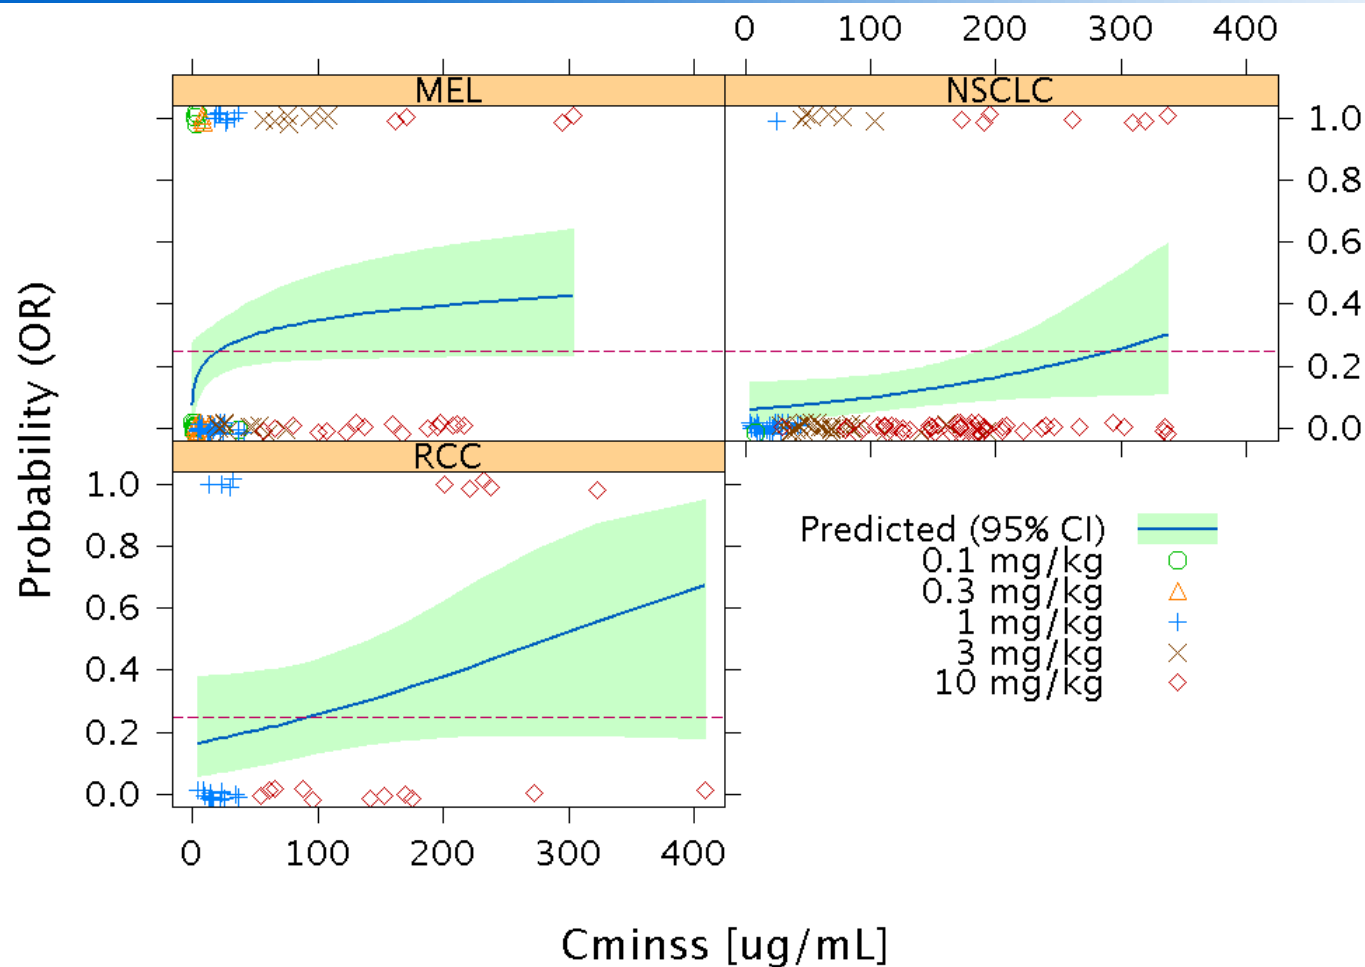 0 100 200 300 400
MEL NSCLC
1.0
0.8
0.6
0.4
0.2
0.0
RCC
1.0
0.8
0.6
0.4
0.2
0.0
Probability (OR)
Predicted (95% CI)
0.1 mg/kg
0.3 mg/kg
1 mg/kg
3 mg/kg
10 mg/kg
0 100 200 300 400
Cminss [ug/mL]